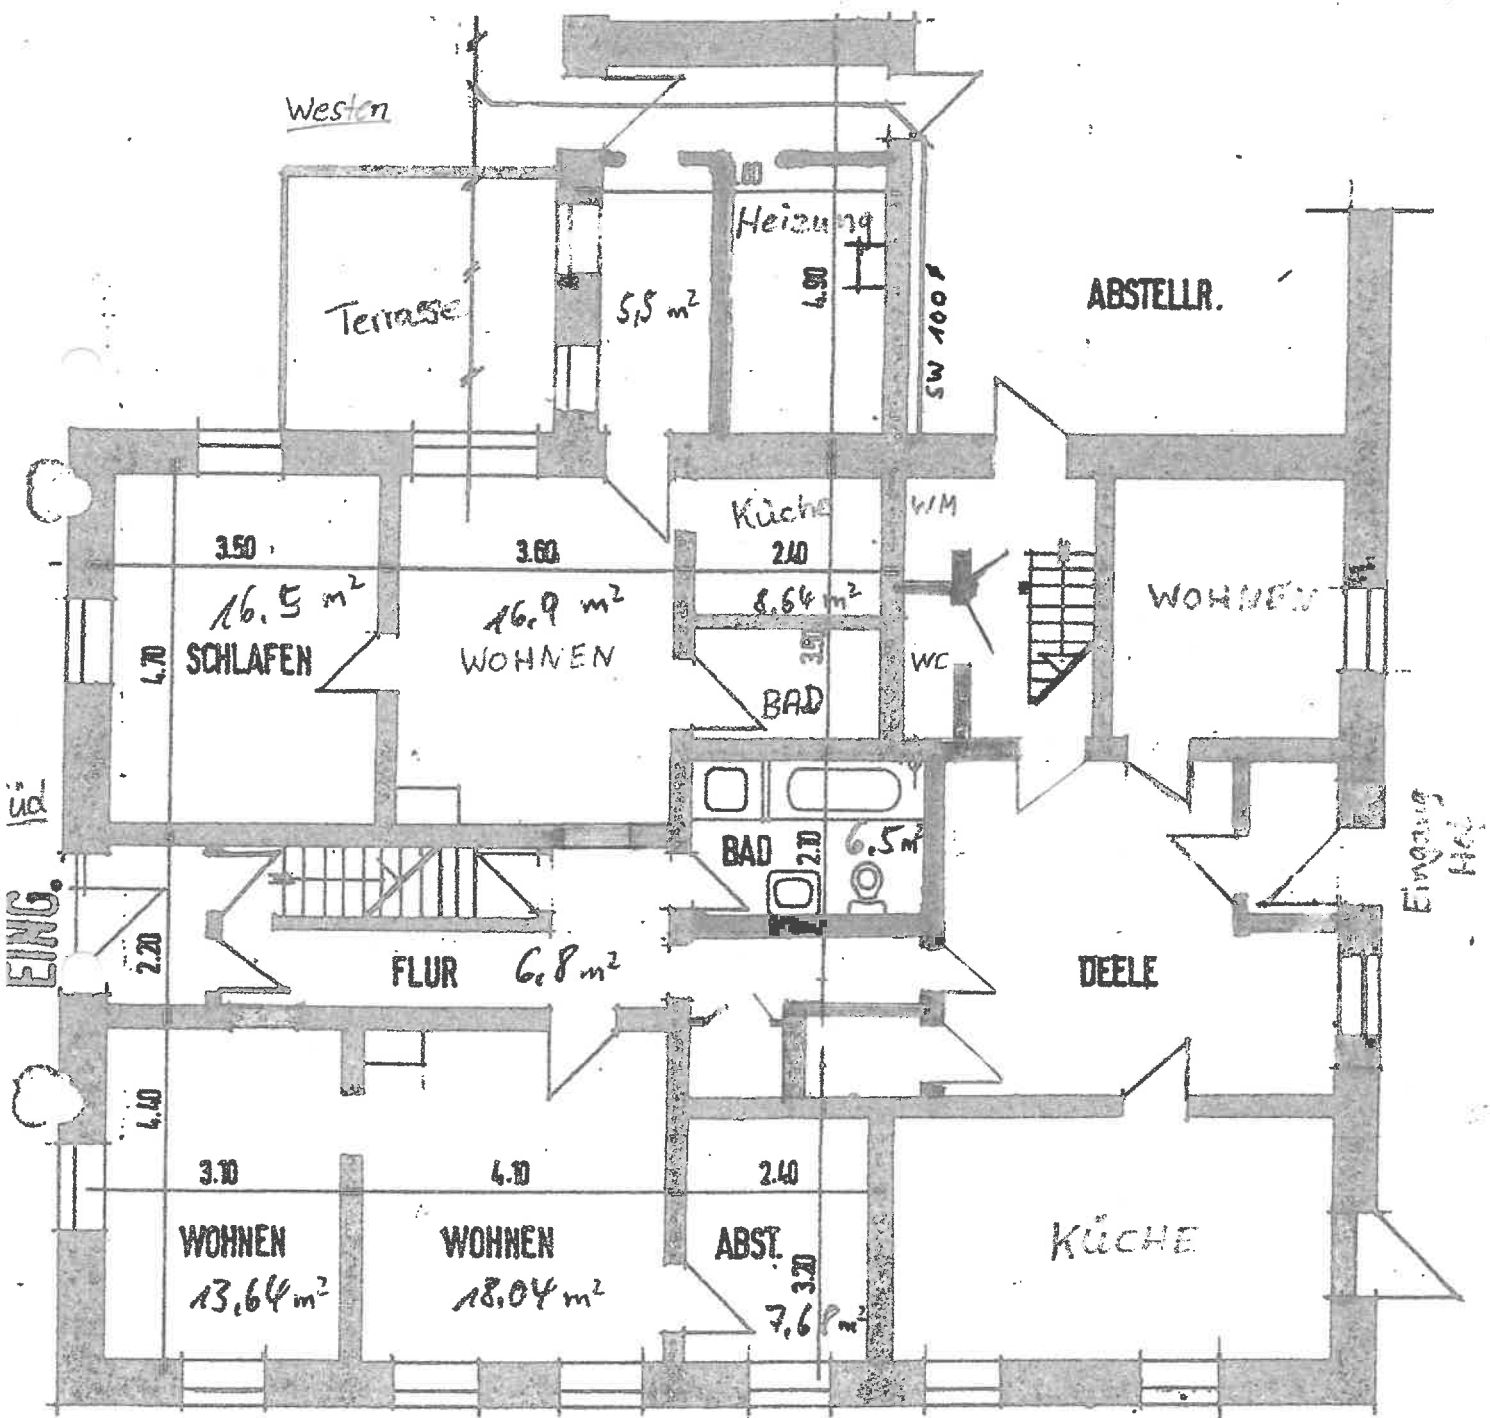 Westen
.80
Heizung
4.90
5,5 m²
Terrasse
SW 100
ABSTELLR.
Küche
WM
3.50
3.60
2.40
16,5 m²
16,9 m²
8,64 m²
WOHNEN
SCHLAFEN
WOHNEN
WC
4.70
BAD
BAD
2.10
6,5 m²
EING.
Eingang
2.20
FLUR
6,8 m²
DEELE
4.40
3.10
4.10
2.40
WOHNEN
WOHNEN
ABST.
KÜCHE
13,64 m²
18,04 m²
3.20